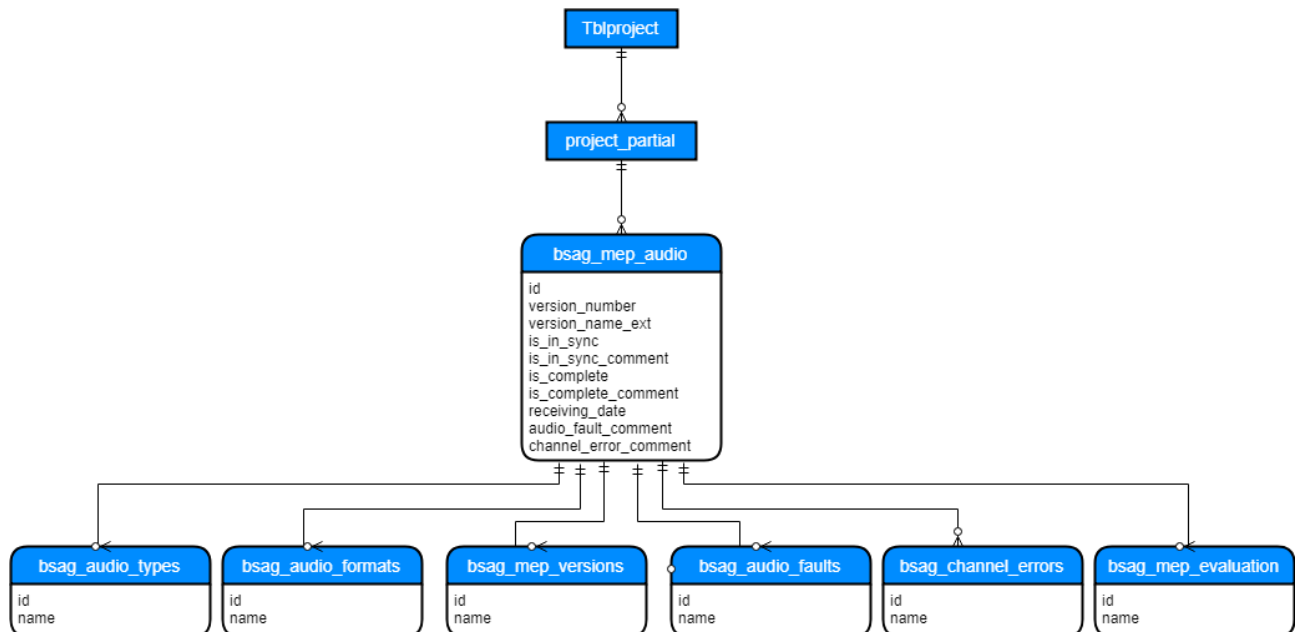 Tblproject
project_partial
bsag_mep_audio
id
version_number
version_name_ext
is_in_sync
is_in_sync_comment
is_complete
is_complete_comment
receiving_date
audio_fault_comment
channel_error_comment
bsag_audio_types
id
name
bsag_audio_formats
id
name
bsag_mep_versions
id
name
bsag_audio_faults
id
name
bsag_channel_errors
id
name
bsag_mep_evaluation
id
name